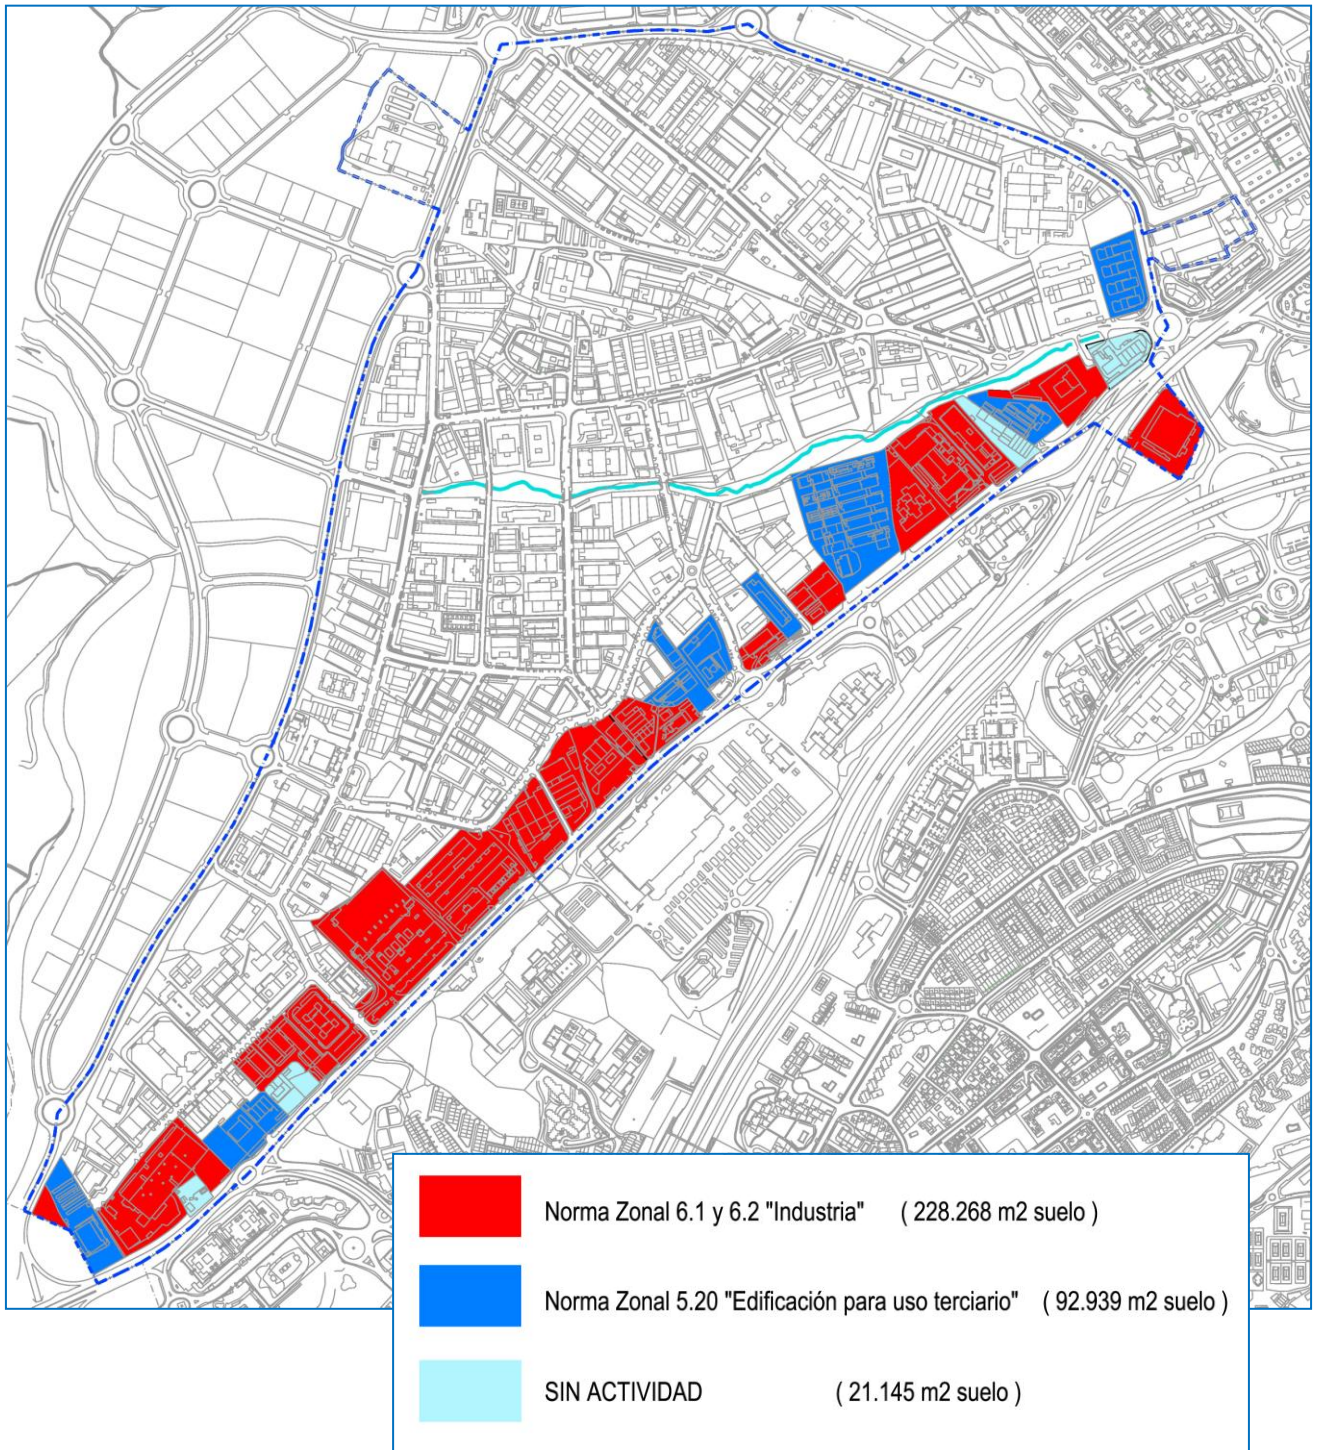 Norma Zonal 6.1 y 6.2 "Industria" ( 228.268 m2 suelo )
Norma Zonal 5.20 "Edificación para uso terciario" ( 92.939 m2 suelo )
SIN ACTIVIDAD ( 21.145 m2 suelo )